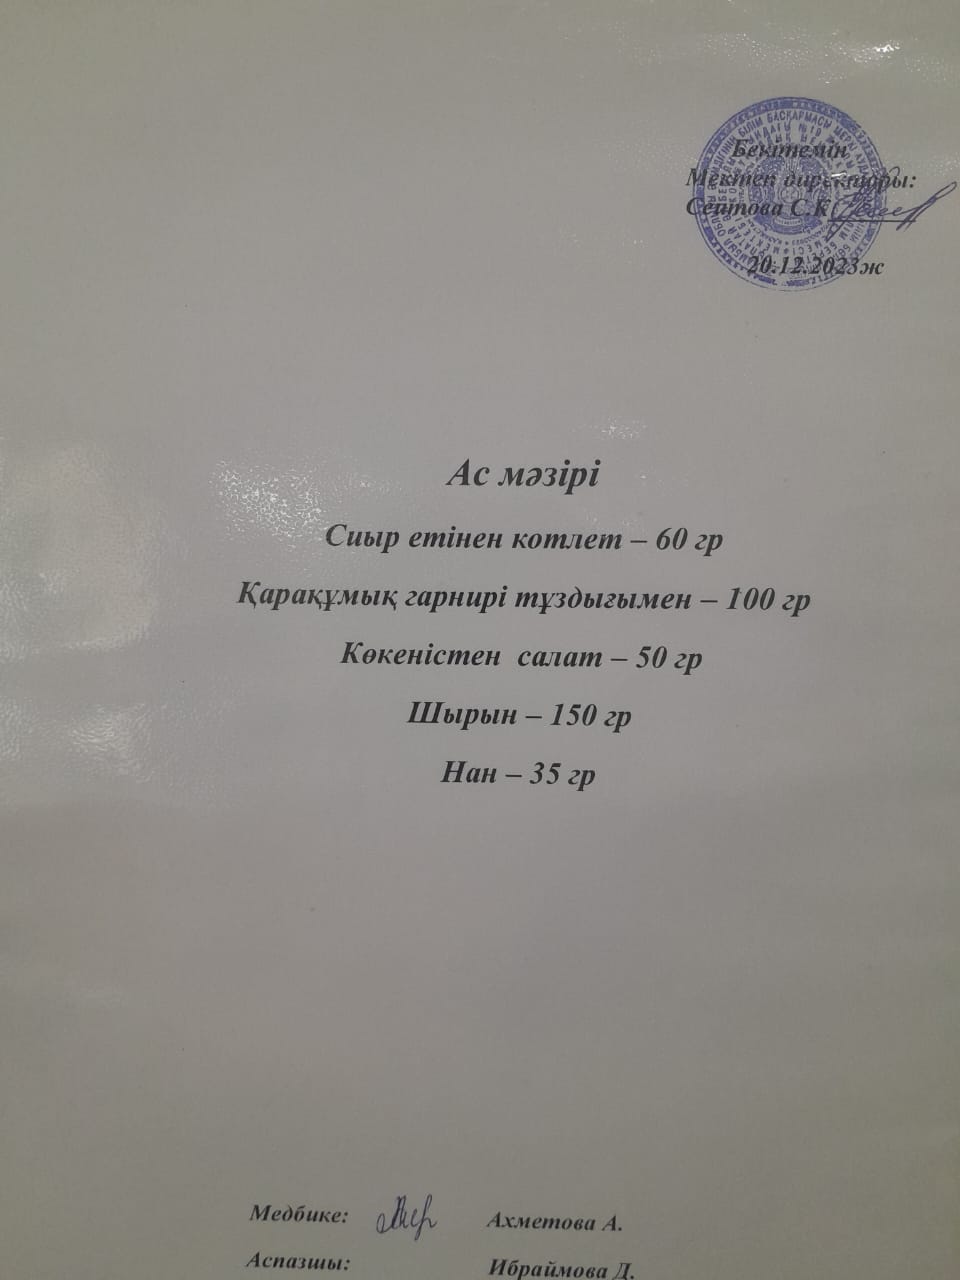 Бекітемін
Мектеп директоры:
Сеитова С.К
20.12.2023ж
Ас мәзірі
Сиыр етінен котлет – 60 гр
Қарақұмық гарнирі тұздығымен – 100 гр
Көкеністен салат – 50 гр
Шырын – 150 гр
Нан – 35 гр
Медбике: Ахметова А.
Аспазшы: Ибраймова Д.